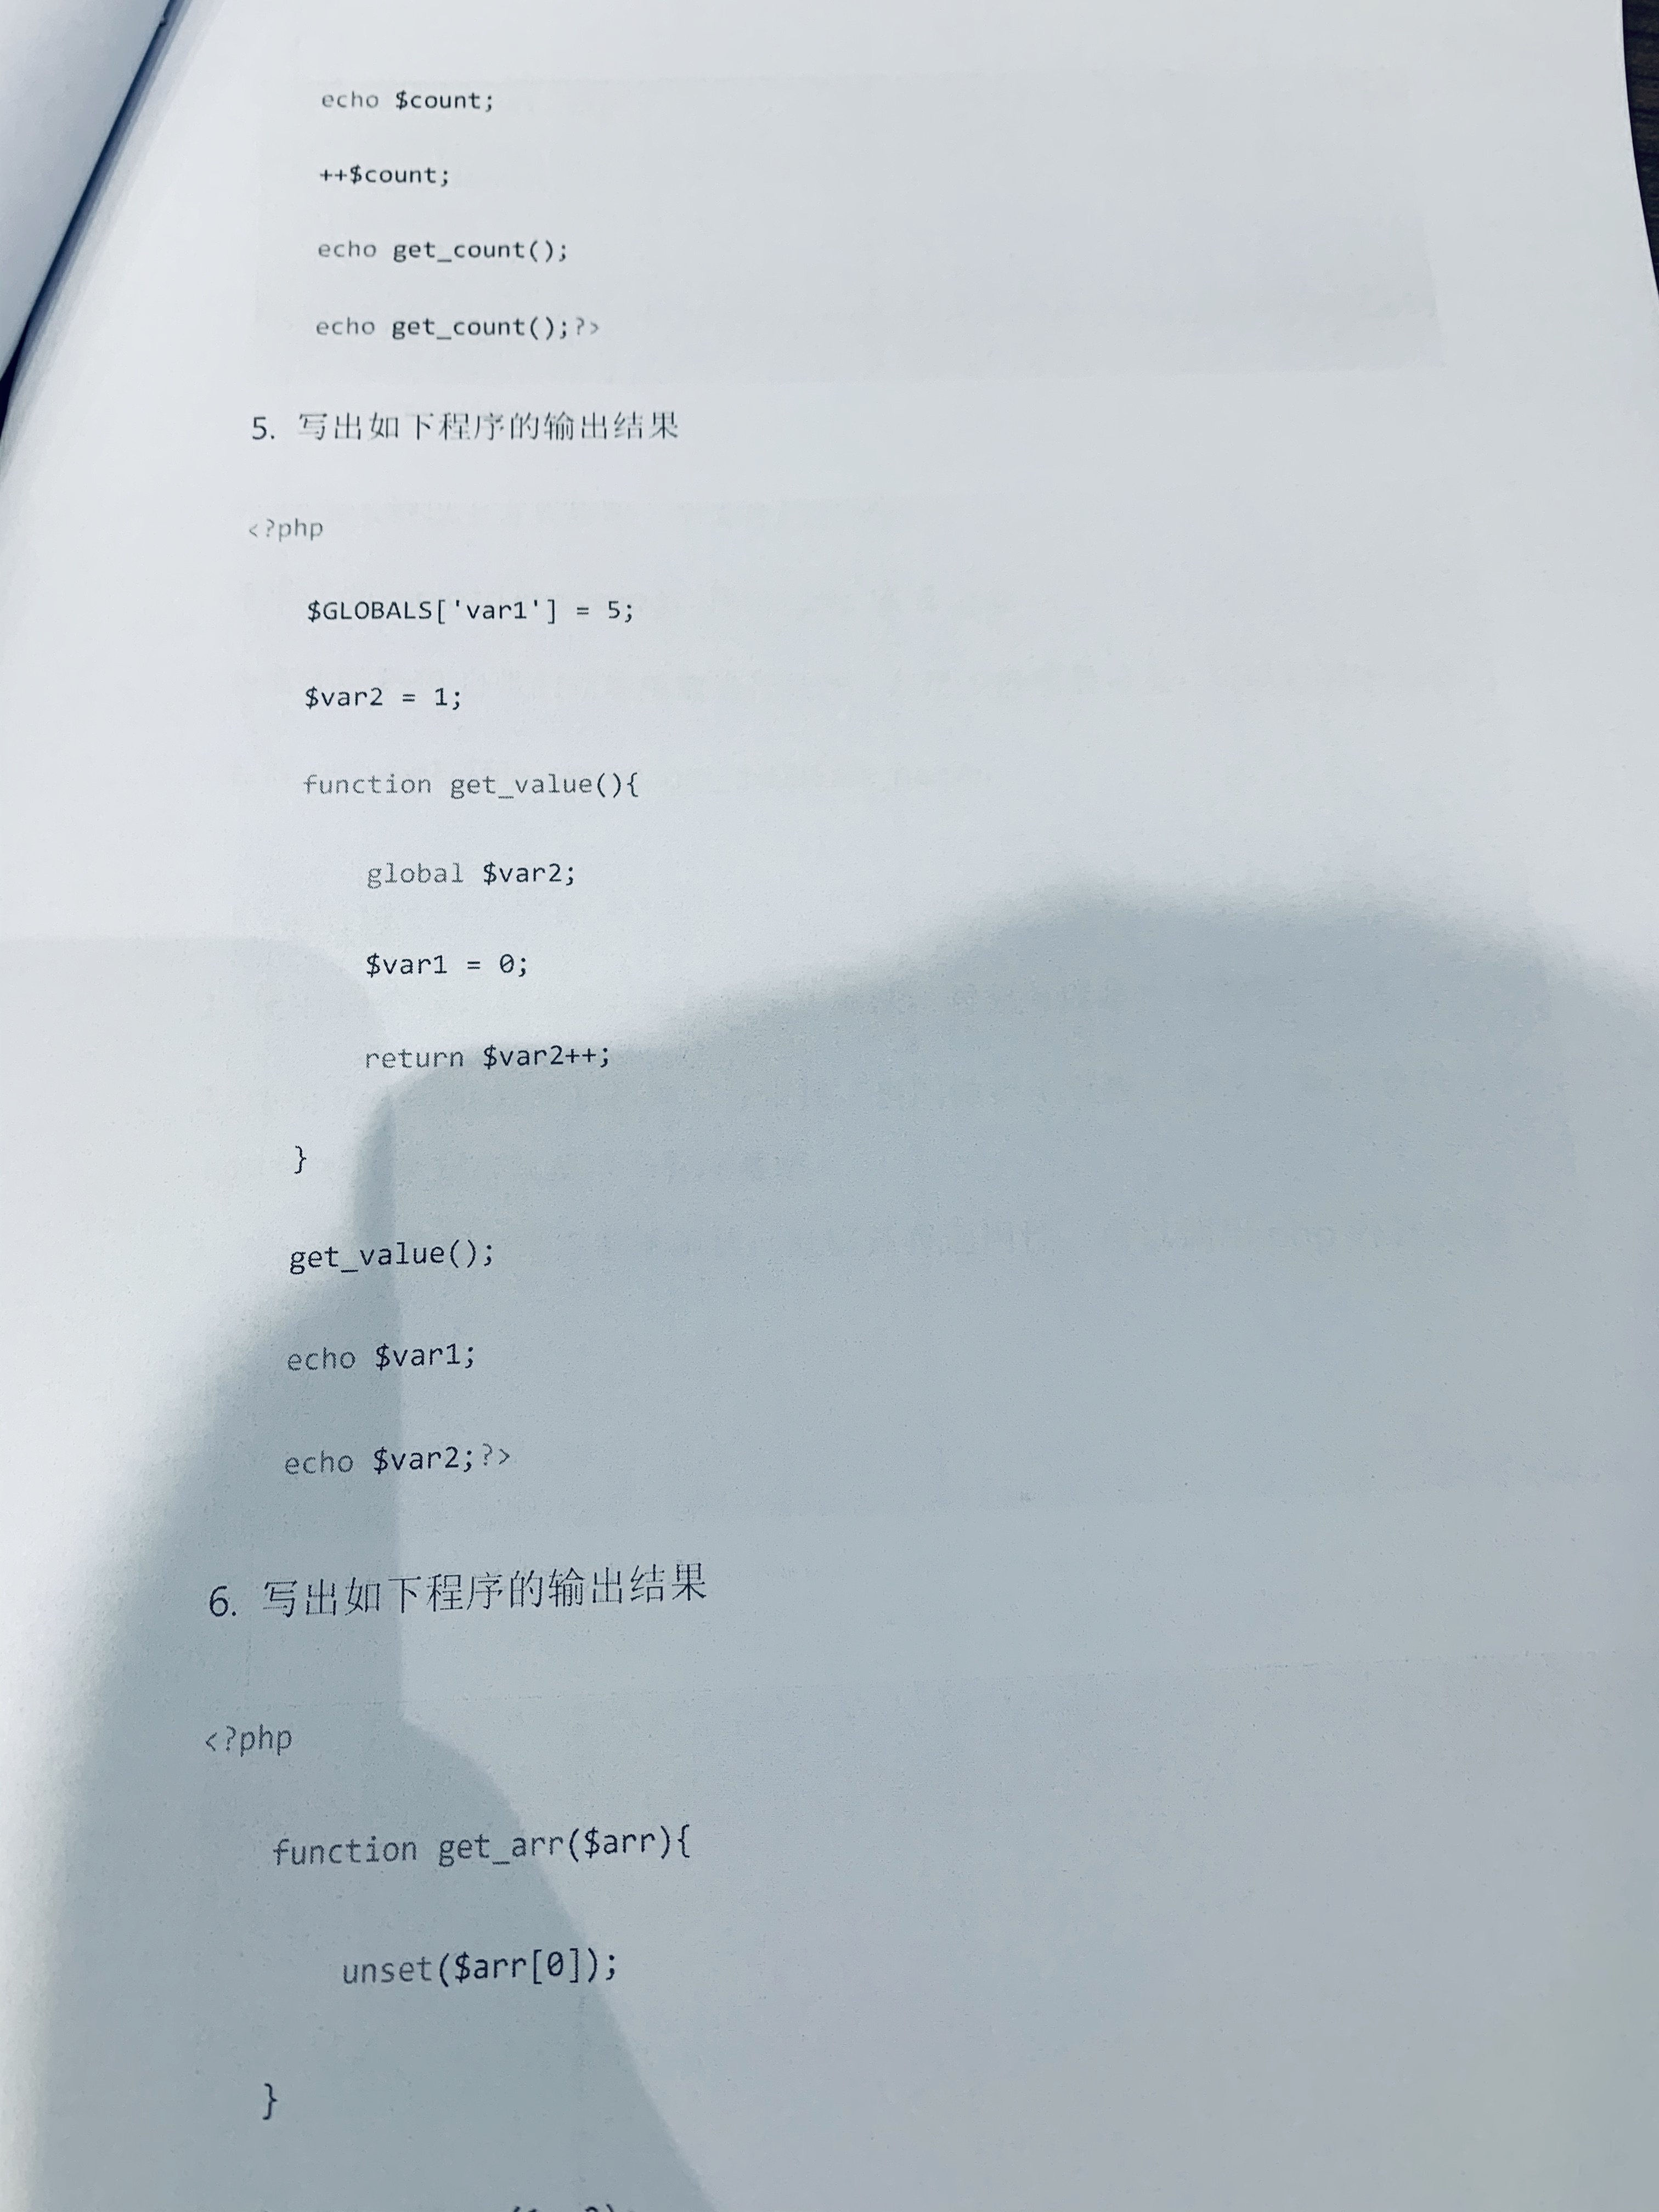 echo $count;
++$count;
echo get_count();
echo get_count();?>
5. 写出如下程序的输出结果
<?php
$GLOBALS['var1'] = 5;
$var2 = 1;
function get_value(){
global $var2;
$var1 = 0;
return $var2++;
}
get_value();
echo $var1;
echo $var2;?>
6. 写出如下程序的输出结果
<?php
function get_arr($arr){
unset($arr[0]);
}